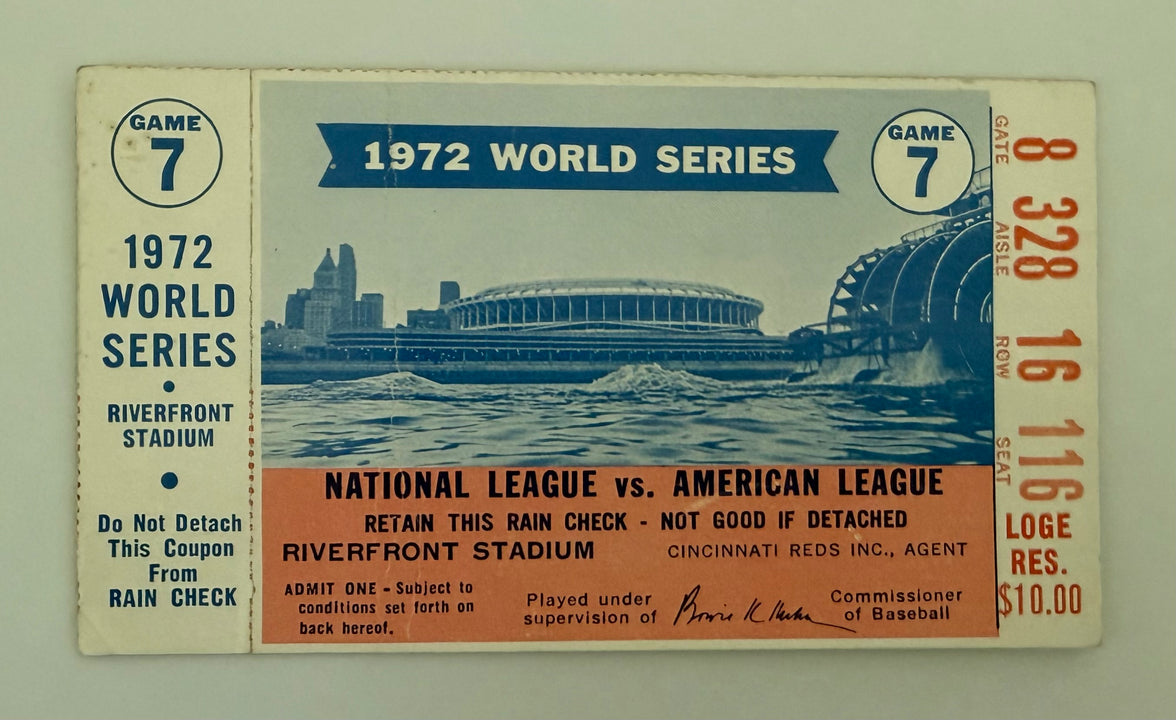 GAME
7
1972
WORLD
SERIES
RIVERFRONT
STADIUM
Do Not Detach
This Coupon
From
RAIN CHECK
1972 WORLD SERIES
GAME
7
NATIONAL LEAGUE vs. AMERICAN LEAGUE
RETAIN THIS RAIN CHECK - NOT GOOD IF DETACHED
RIVERFRONT STADIUM
CINCINNATI REDS INC., AGENT
ADMIT ONE - Subject to
conditions set forth on
back hereof.
Played under
supervision of
Bowie K Kuhn
Commissioner
of Baseball
GATE 8
AISLE 328
ROW 16
SEAT 116
LOGE
RES.
$10.00